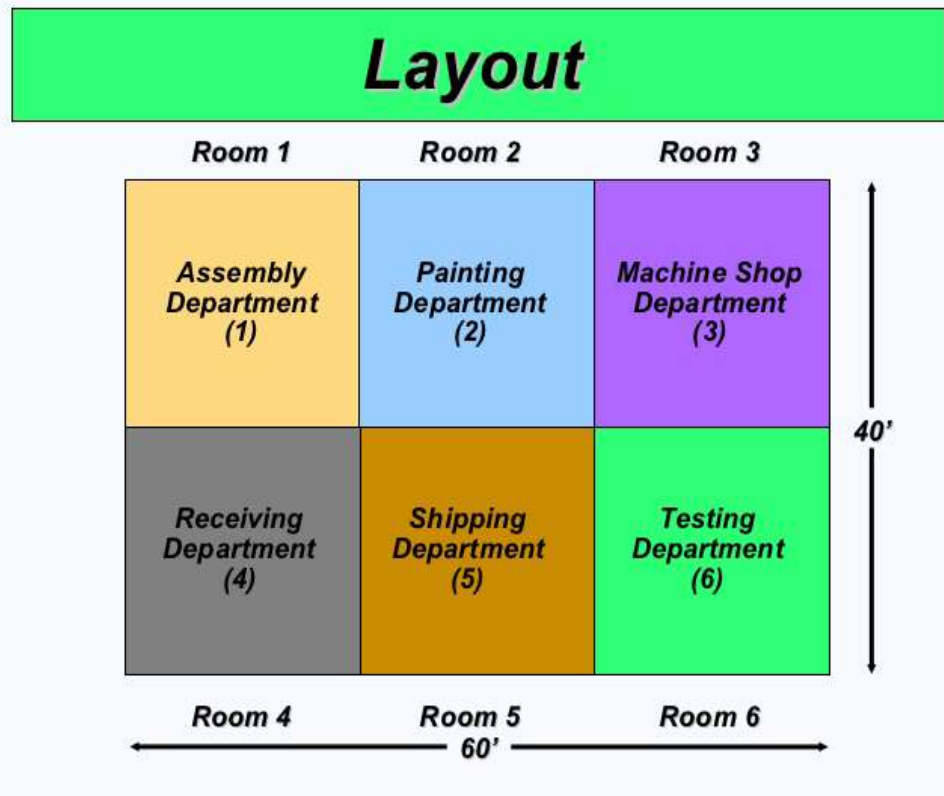 Layout
Room 1 Room 2 Room 3
Assembly
Department
(1)
Painting
Department
(2)
Machine Shop
Department
(3)
40’
Receiving
Department
(4)
Shipping
Department
(5)
Testing
Department
(6)
Room 4 Room 5 Room 6
60’